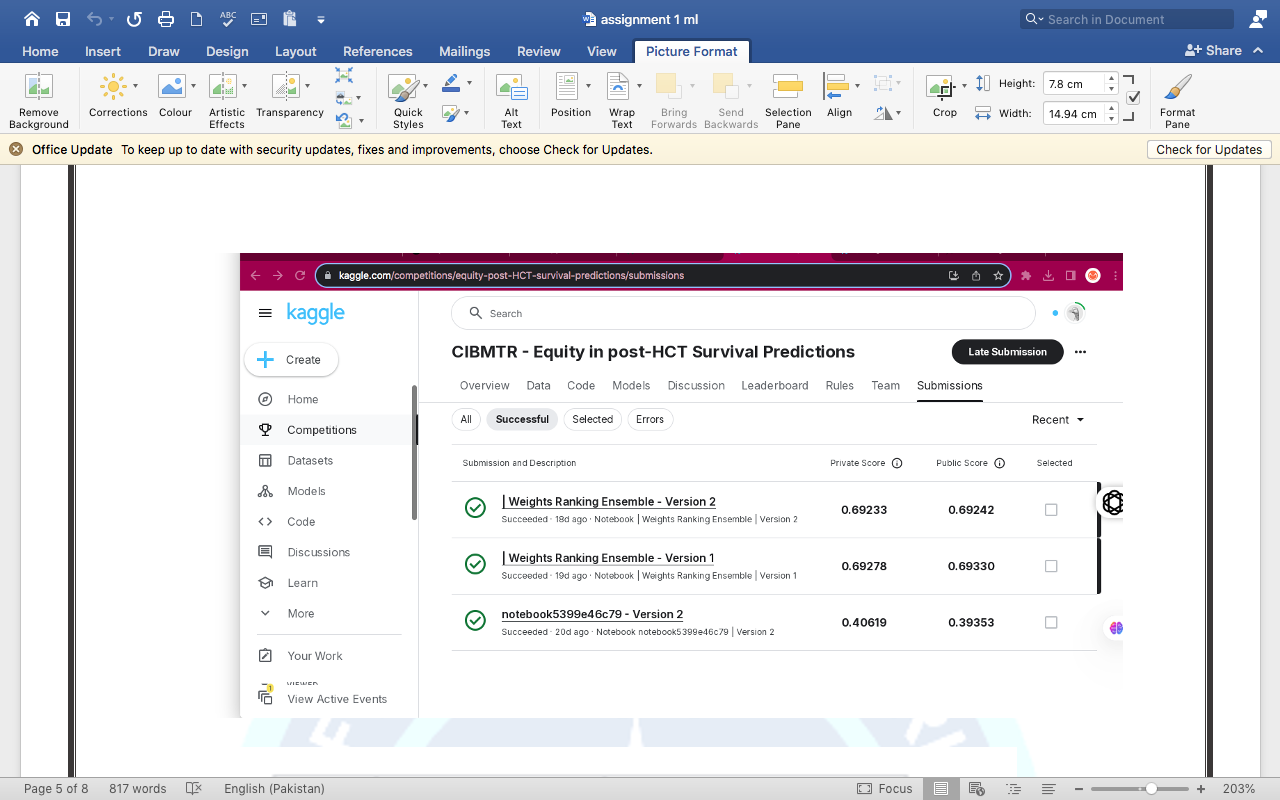 assignment 1 ml
ABC
Search in Document
Home Insert Draw Design Layout References Mailings Review View Picture Format
Share
Remove Background
Corrections
Colour
Artistic Effects
Transparency
Quick Styles
Alt Text
Position
Wrap Text
Bring Forwards
Send Backwards
Selection Pane
Align
Crop
Height: 7.8 cm
Width: 14.94 cm
Format Pane
Office Update To keep up to date with security updates, fixes and improvements, choose Check for Updates.
Check for Updates
kaggle.com/competitions/equity-post-HCT-survival-predictions/submissions
kaggle
Search
Create
Home
Competitions
Datasets
Models
Code
Discussions
Learn
More
Your Work
VIEWED
1
View Active Events
CIBMTR - Equity in post-HCT Survival Predictions
Late Submission
Overview Data Code Models Discussion Leaderboard Rules Team Submissions
All Successful Selected Errors
Recent
Submission and Description Private Score Public Score Selected
| Weights Ranking Ensemble - Version 2
Succeeded · 18d ago · Notebook | Weights Ranking Ensemble | Version 2
0.69233 0.69242
| Weights Ranking Ensemble - Version 1
Succeeded · 19d ago · Notebook | Weights Ranking Ensemble | Version 1
0.69278 0.69330
notebook5399e46c79 - Version 2
Succeeded · 20d ago · Notebook notebook5399e46c79 | Version 2
0.40619 0.39353
Page 5 of 8 817 words English (Pakistan)
Focus
203%